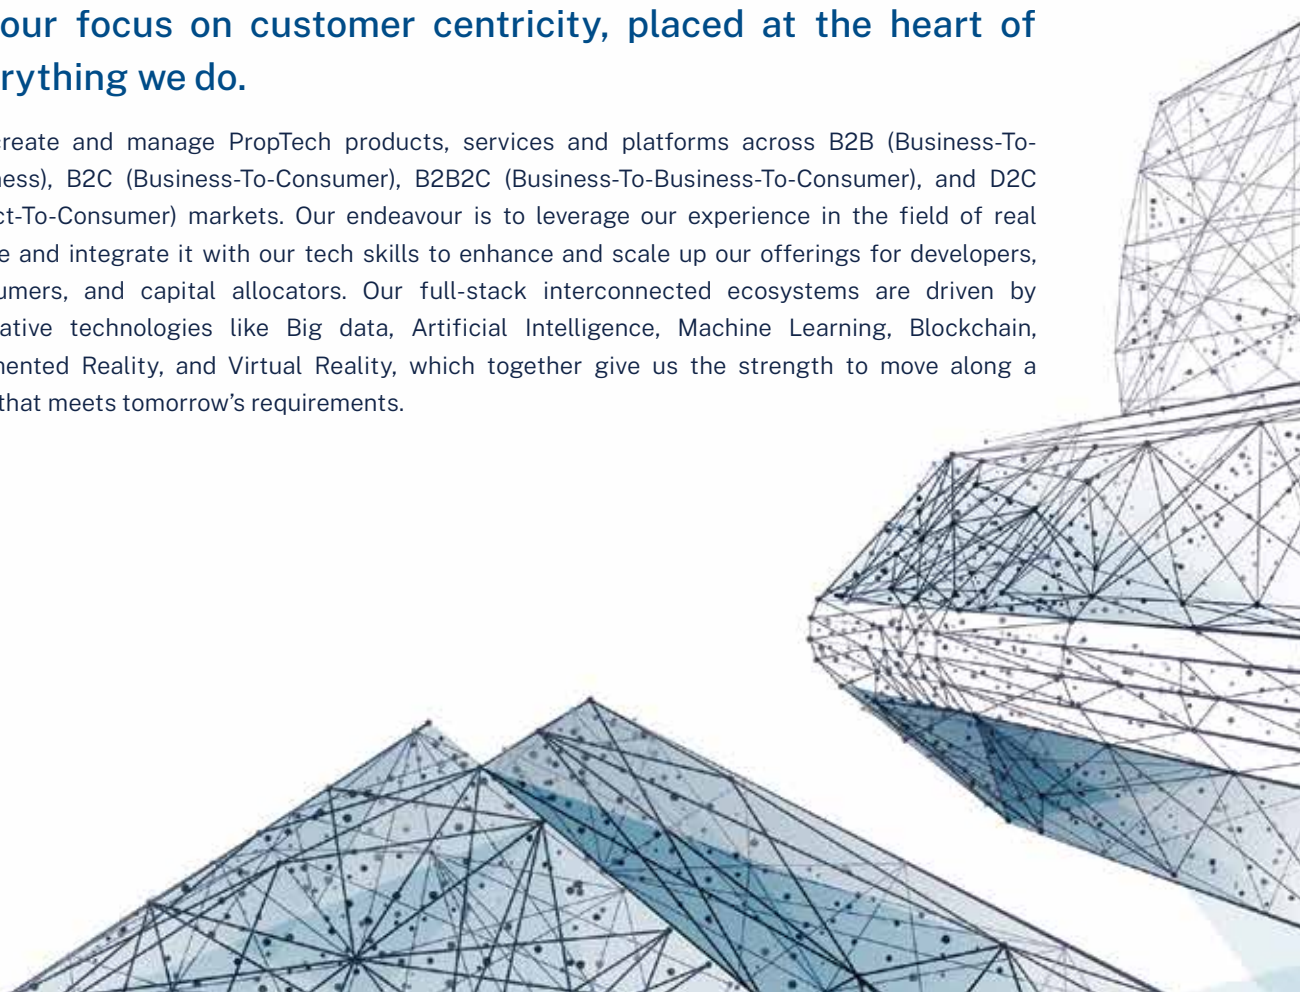 our focus on customer centricity, placed at the heart of
rything we do.
create and manage PropTech products, services and platforms across B2B (Business-To-
ness), B2C (Business-To-Consumer), B2B2C (Business-To-Business-To-Consumer), and D2C
ct-To-Consumer) markets. Our endeavour is to leverage our experience in the field of real
e and integrate it with our tech skills to enhance and scale up our offerings for developers,
umers, and capital allocators. Our full-stack interconnected ecosystems are driven by
ative technologies like Big data, Artificial Intelligence, Machine Learning, Blockchain,
mented Reality, and Virtual Reality, which together give us the strength to move along a
that meets tomorrow’s requirements.